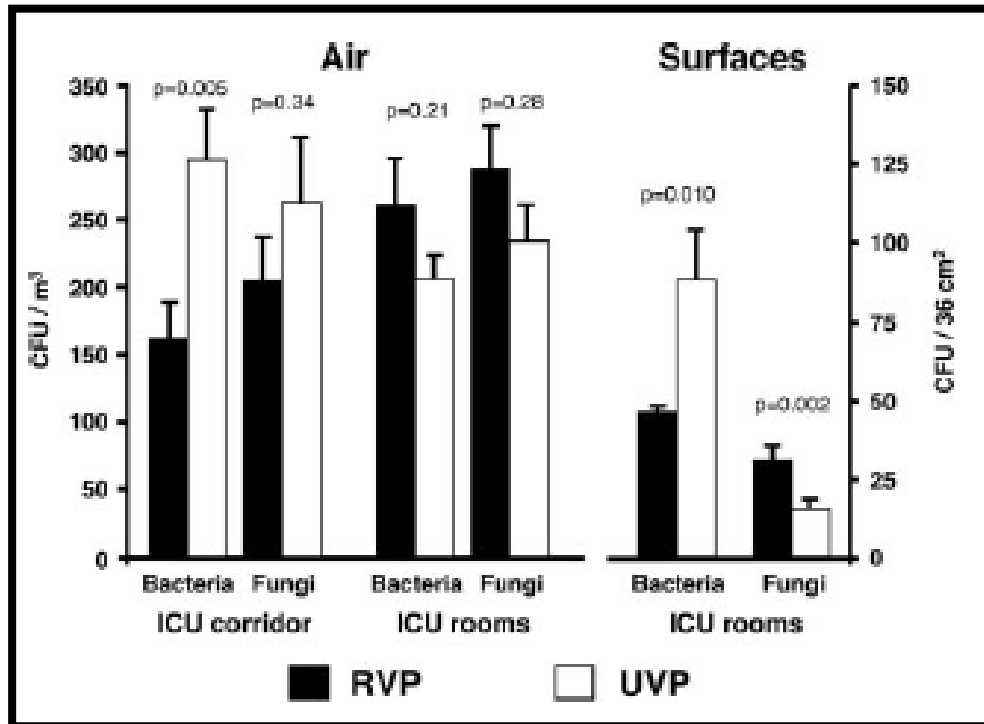 Air
Surfaces
350
300
250
200
150
100
50
0
CFU / m³
p=0.005
p=0.34
p=0.21
p=0.28
p=0.010
p=0.002
150
125
100
75
50
25
0
CFU / 36 cm²
Bacteria Fungi Bacteria Fungi Bacteria Fungi
ICU corridor ICU rooms ICU rooms
RVP UVP